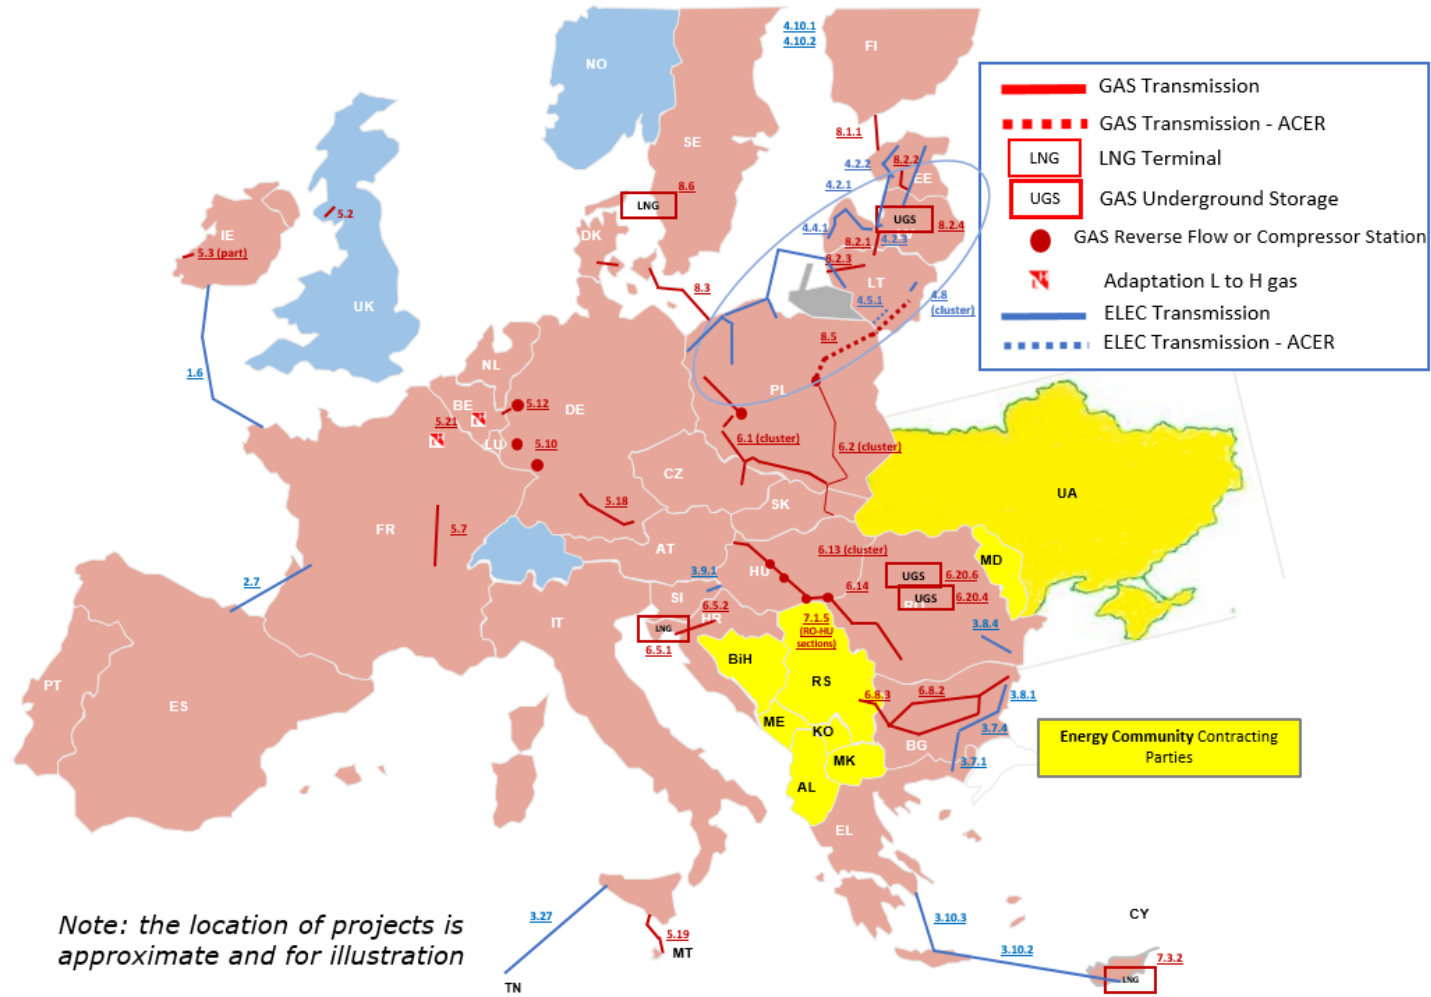 4.10.1
4.10.2
NO
FI
SE
GAS Transmission
GAS Transmission - ACER
LNG
LNG Terminal
UGS
GAS Underground Storage
GAS Reverse Flow or Compressor Station
Adaptation L to H gas
ELEC Transmission
ELEC Transmission - ACER
8.1.1
4.2.2
8.2.2
EE
4.2.1
8.6
LNG
UGS
8.2.4
4.4.1
8.2.1
4.2.3
8.2.3
LT
4.5.1
4.8
(cluster)
5.2
IE
5.3 (part)
DK
8.3
UK
8.5
1.6
NL
BE
5.12
DE
PL
5.21
N
N
LU
5.10
6.1 (cluster)
6.2 (cluster)
CZ
SK
UA
5.18
FR
5.7
AT
6.13 (cluster)
HU
MD
2.7
3.9.1
6.14
UGS
6.20.6
UGS
6.20.4
SI
6.5.2
HR
LNG
6.5.1
IT
7.1.5
(RO-HU
sections)
3.8.4
BiH
RS
PT
ES
6.8.3
6.8.2
3.8.1
ME
KO
3.7.4
BG
3.7.1
MK
AL
Energy Community Contracting
Parties
EL
Note: the location of projects is
approximate and for illustration
3.27
TN
5.19
MT
3.10.3
3.10.2
CY
7.3.2
LNG